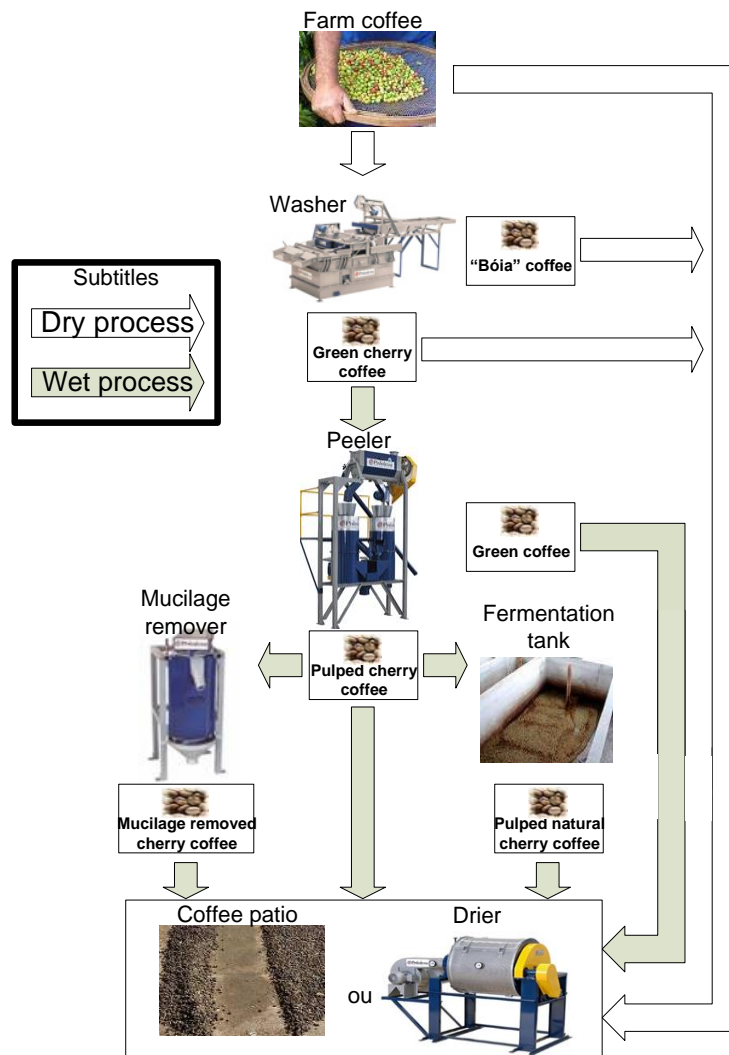 Farm coffee
Washer
“Bóia” coffee
Subtitles
Dry process
Wet process
Green cherry
coffee
Peeler
Green coffee
Mucilage
remover
Fermentation
tank
Pulped cherry
coffee
Mucilage removed
cherry coffee
Pulped natural
cherry coffee
Coffee patio
Drier
ou